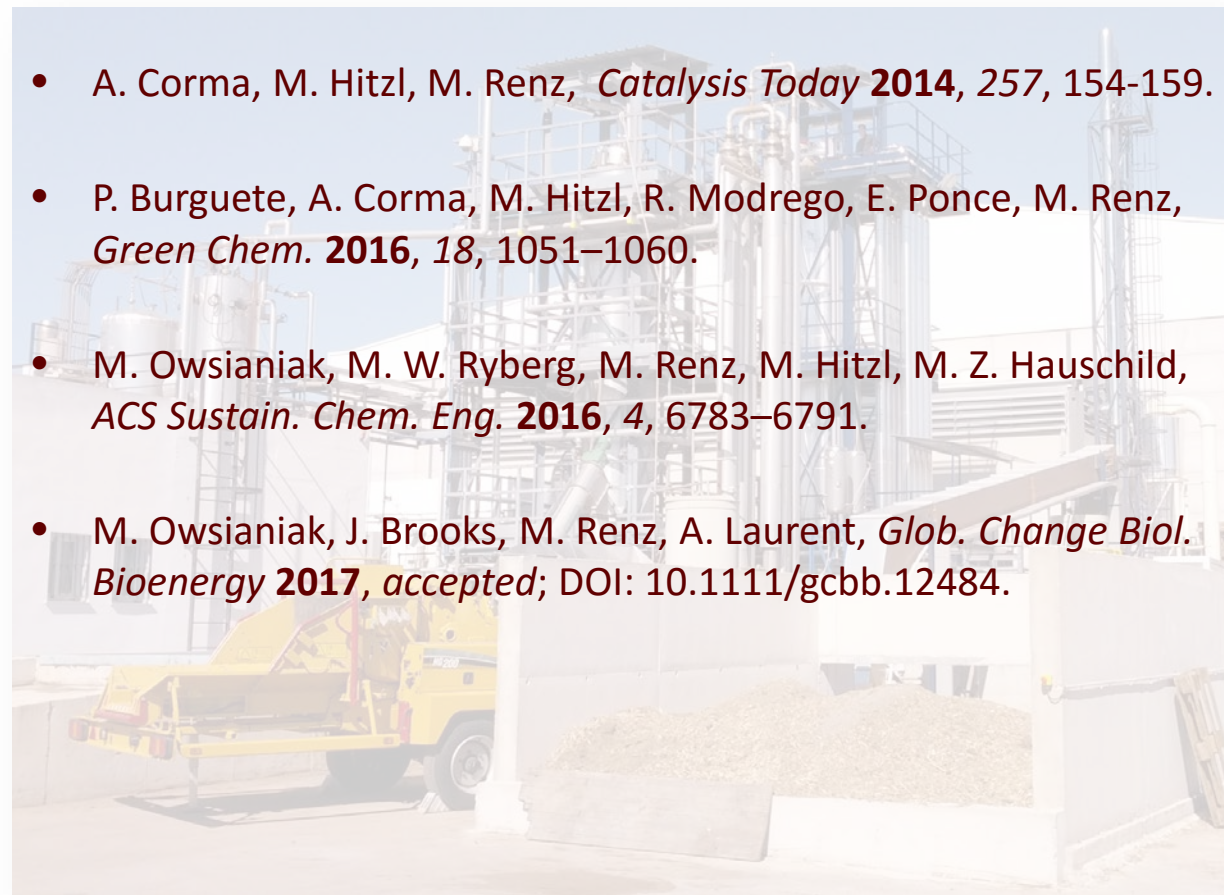 • A. Corma, M. Hitzl, M. Renz, Catalysis Today 2014, 257, 154-159.
• P. Burguete, A. Corma, M. Hitzl, R. Modrego, E. Ponce, M. Renz,
Green Chem. 2016, 18, 1051–1060.
• M. Owsianiak, M. W. Ryberg, M. Renz, M. Hitzl, M. Z. Hauschild,
ACS Sustain. Chem. Eng. 2016, 4, 6783–6791.
• M. Owsianiak, J. Brooks, M. Renz, A. Laurent, Glob. Change Biol.
Bioenergy 2017, accepted; DOI: 10.1111/gcbb.12484.